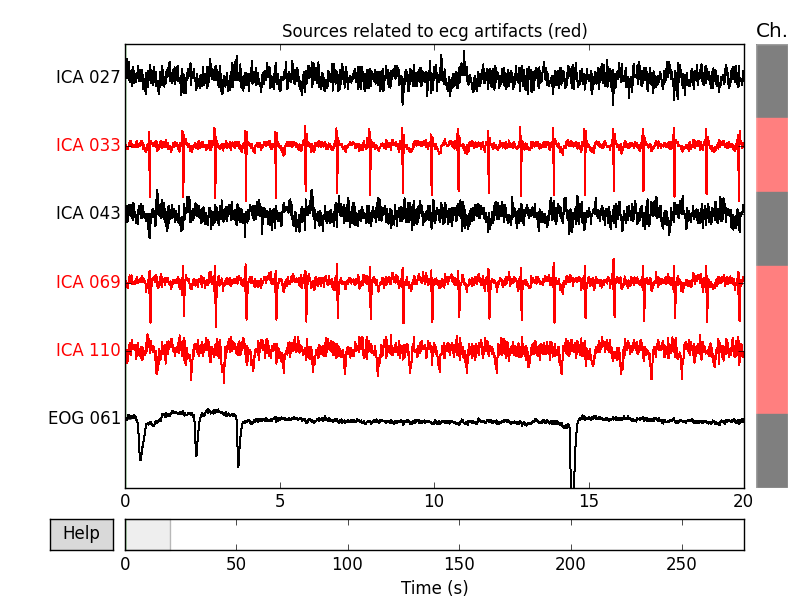 Sources related to ecg artifacts (red)
Ch.
ICA 027
ICA 033
ICA 043
ICA 069
ICA 110
EOG 061
0 5 10 15 20
Help
0 50 100 150 200 250
Time (s)